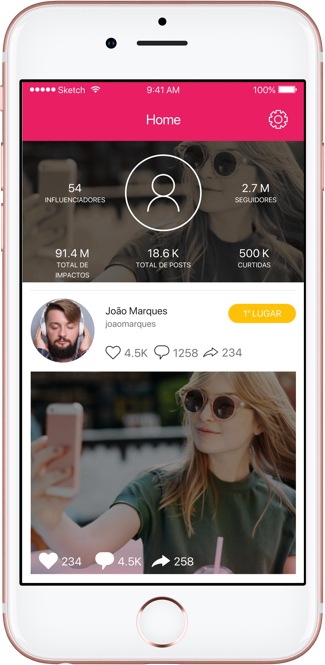 Sketch 9:41 AM 100%
Home
54
INFLUENCIADORES
2.7 M
SEGUIDORES
91.4 M
TOTAL DE
IMPACTOS
18.6 K
TOTAL DE POSTS
500 K
CURTIDAS
João Marques
joaomarques
1º LUGAR
4.5K 1258 234
234 4.5K 258